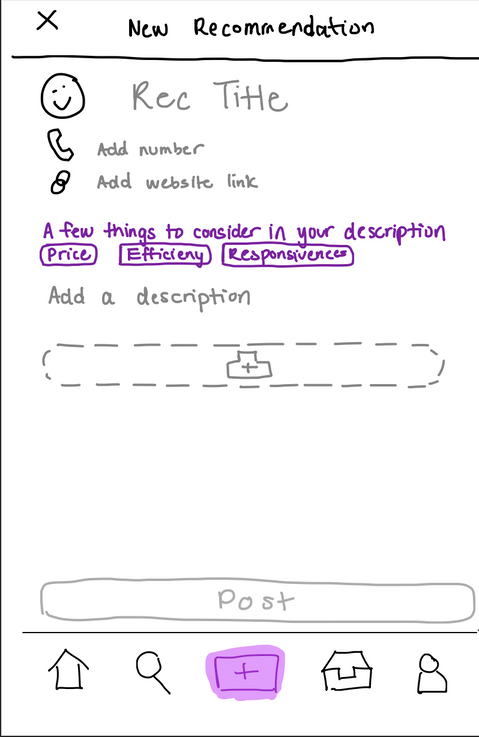 New Recommendation
Rec Title
Add number
Add website link
A few things to consider in your description
Price Efficieny Responsivences
Add a description
Post